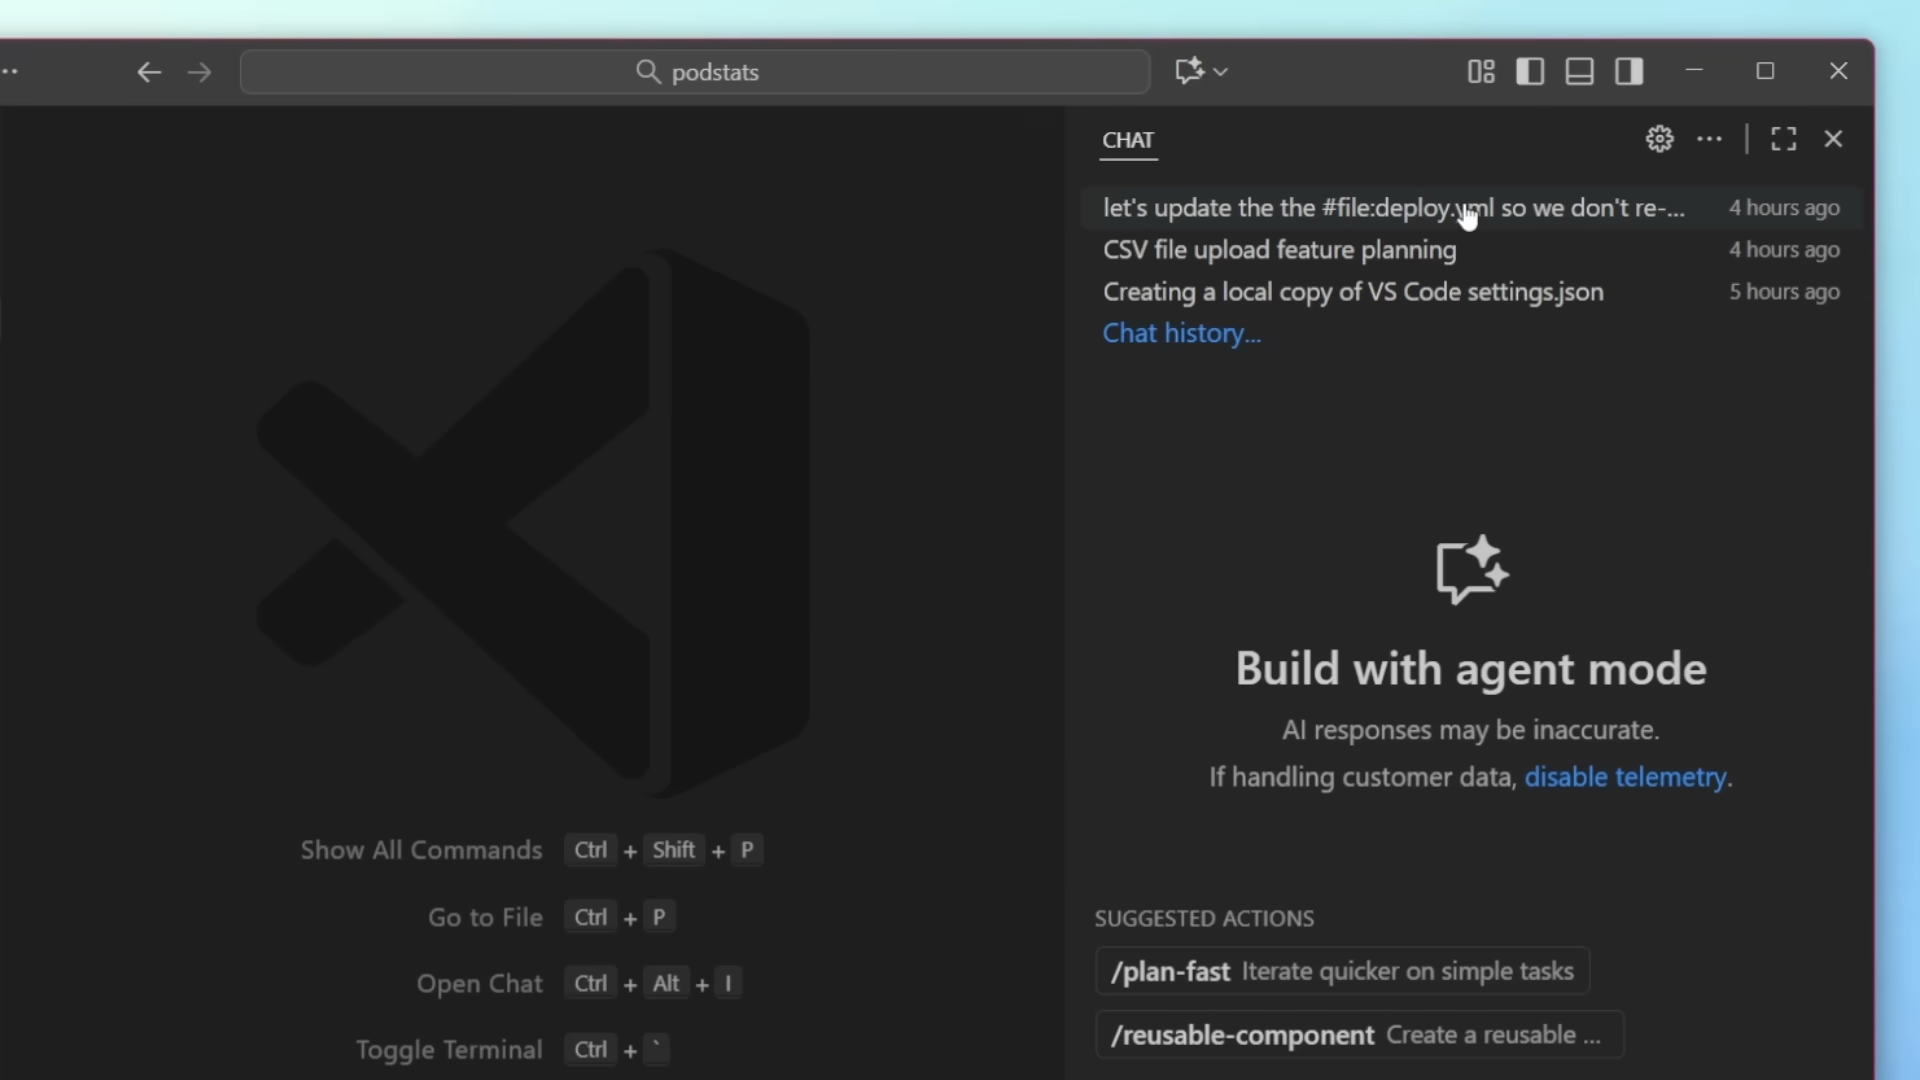 podstats
CHAT
let's update the the #file:deploy.yml so we don't re-... 4 hours ago
CSV file upload feature planning 4 hours ago
Creating a local copy of VS Code settings.json 5 hours ago
Chat history...
Build with agent mode
AI responses may be inaccurate.
If handling customer data, disable telemetry.
Show All Commands Ctrl + Shift + P
Go to File Ctrl + P
Open Chat Ctrl + Alt + I
Toggle Terminal Ctrl + `
SUGGESTED ACTIONS
/plan-fast Iterate quicker on simple tasks
/reusable-component Create a reusable ...